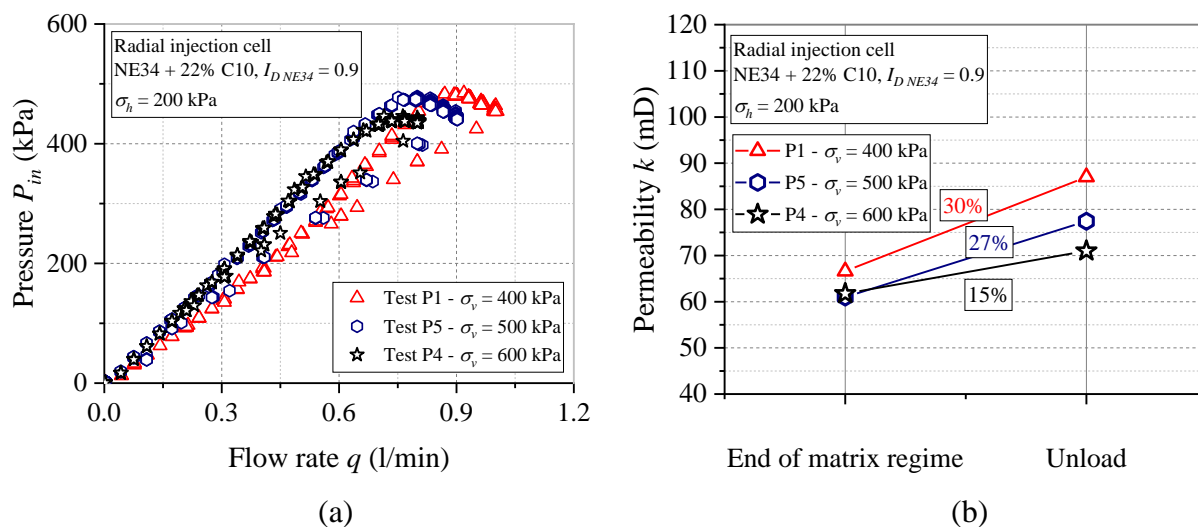 600
400
200
0
0.0 0.3 0.6 0.9 1.2
Pressure P_in (kPa)
Flow rate q (l/min)
Radial injection cell
NE34 + 22% C10, I_D NE34 = 0.9
σ_h = 200 kPa
Test P1 - σ_v = 400 kPa
Test P5 - σ_v = 500 kPa
Test P4 - σ_v = 600 kPa
(a)
120
110
100
90
80
70
60
50
40
Permeability k (mD)
Radial injection cell
NE34 + 22% C10, I_D NE34 = 0.9
σ_h = 200 kPa
P1 - σ_v = 400 kPa
P5 - σ_v = 500 kPa
P4 - σ_v = 600 kPa
30%
27%
15%
End of matrix regime Unload
(b)